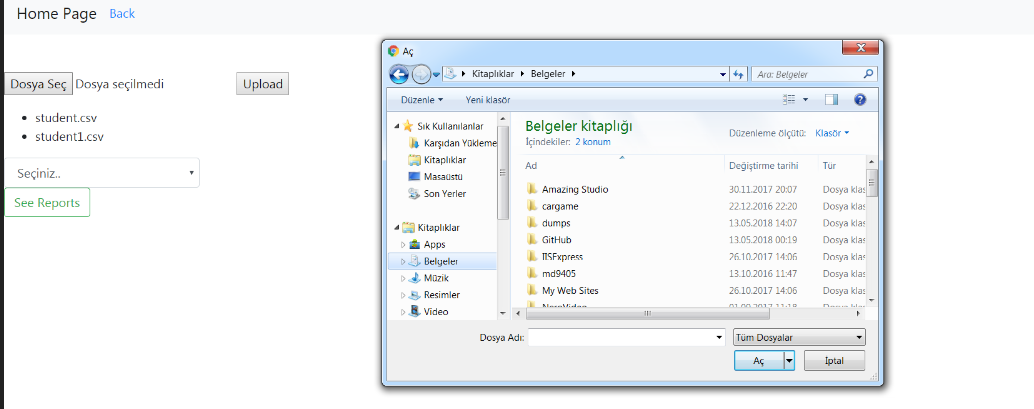 Home Page Back
Dosya Seç Dosya seçilmedi Upload
student.csv
student1.csv
Seçiniz..
See Reports
Aç
Kitaplıklar Belgeler
Ara: Belgeler
Düzenle Yeni klasör
Sık Kullanılanlar
Karşıdan Yükleme
Kitaplıklar
Masaüstü
Son Yerler
Kitaplıklar
Apps
Belgeler
Müzik
Resimler
Video
Belgeler kitaplığı
İçindekiler: 2 konum
Düzenleme ölçütü: Klasör
Ad Değiştirme tarihi Tür
Amazing Studio 30.11.2017 20:07 Dosya klas
cargame 22.12.2016 22:20 Dosya klas
dumps 13.05.2018 14:07 Dosya klas
GitHub 13.05.2018 00:19 Dosya klas
IISExpress 26.10.2017 14:06 Dosya klas
md9405 13.10.2016 11:47 Dosya klas
My Web Sites 26.10.2017 14:06 Dosya klas
Dosya Adı: Tüm Dosyalar
Aç İptal